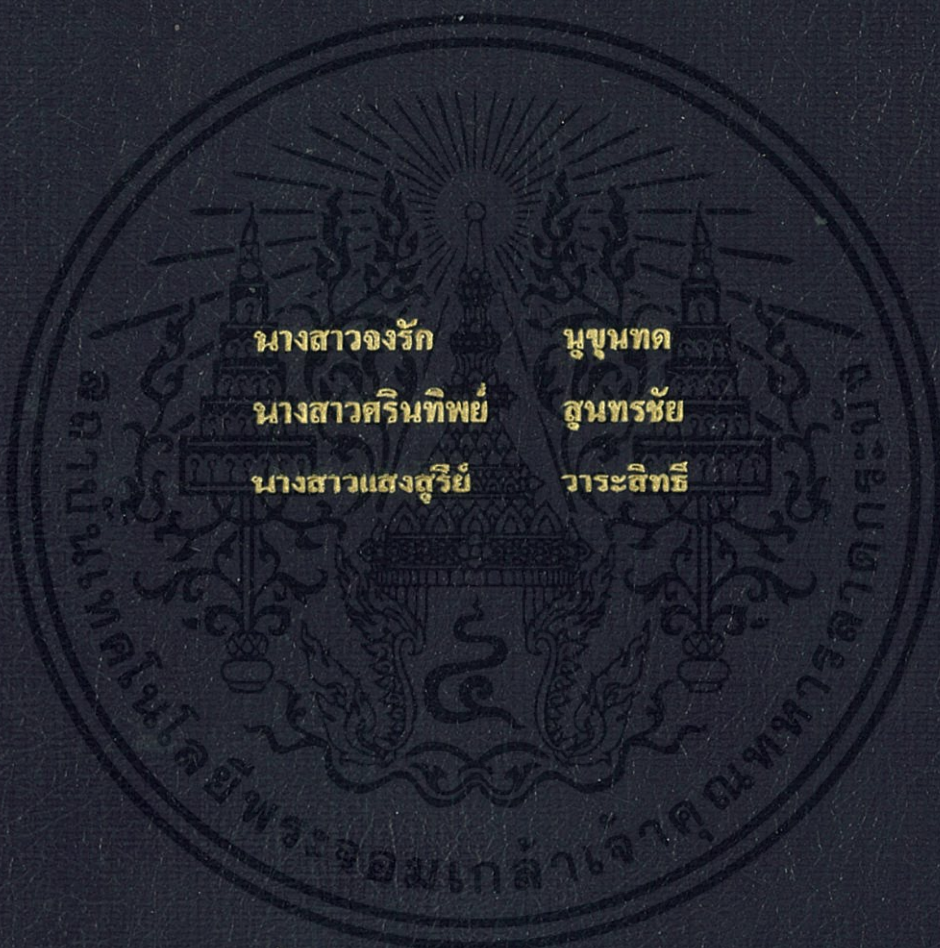 นางสาวจงรัก นูขุนทด
นางสาวศรินทิพย์ สุนทรชัย
นางสาวแสงสุรีย์ วาระสิทธิ์
สถาบันเทคโนโลยีพระจอมเกล้าเจ้าคุณทหารลาดกระบัง